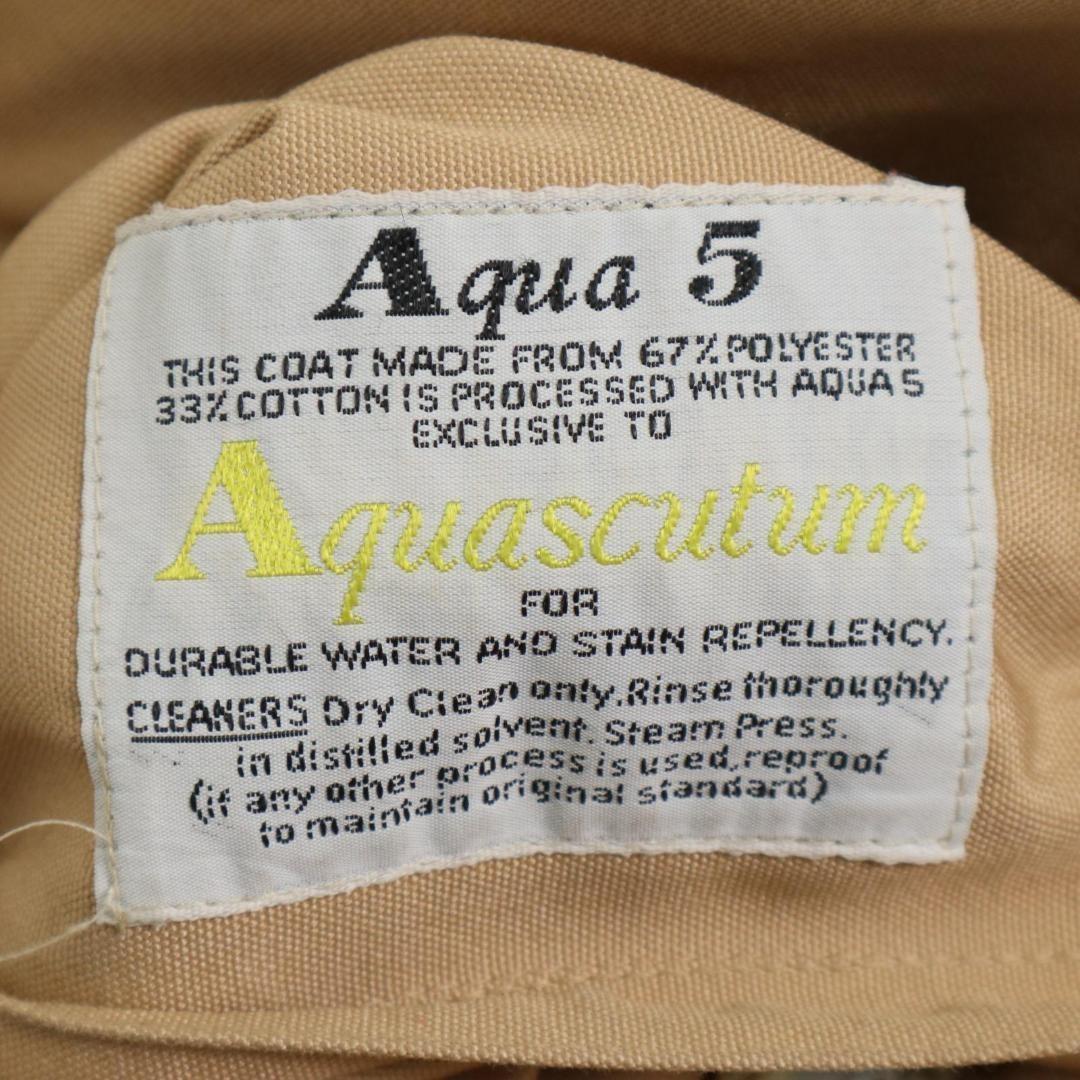 Aqua 5
THIS COAT MADE FROM 67% POLYESTER
33% COTTON IS PROCESSED WITH AQUA 5
EXCLUSIVE TO
Aquascutum
FOR
DURABLE WATER AND STAIN REPELLENCY.
CLEANERS Dry Clean only. Rinse thoroughly
in distilled solvent. Steam Press.
(if any other process is used, reproof
to maintain original standard)